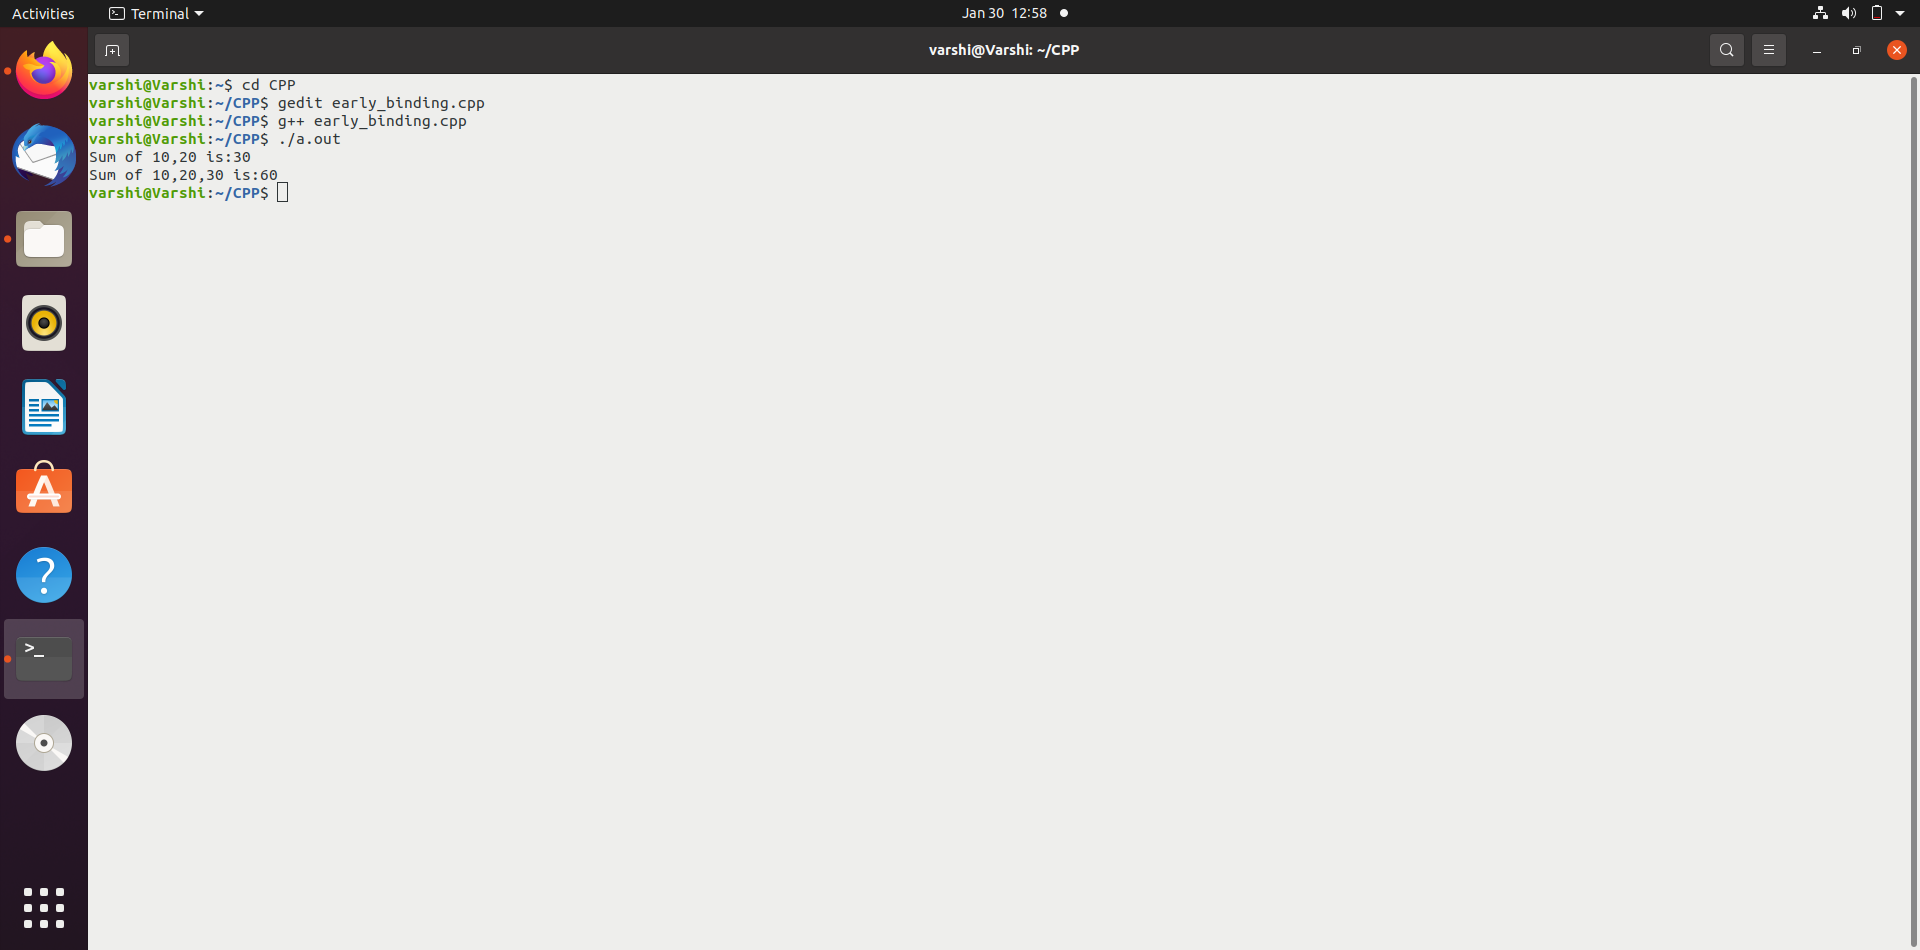 Activities Terminal Jan 30 12:58
varshi@Varshi: ~/CPP
varshi@Varshi:~$ cd CPP
varshi@Varshi:~/CPP$ gedit early_binding.cpp
varshi@Varshi:~/CPP$ g++ early_binding.cpp
varshi@Varshi:~/CPP$ ./a.out
Sum of 10,20 is:30
Sum of 10,20,30 is:60
varshi@Varshi:~/CPP$